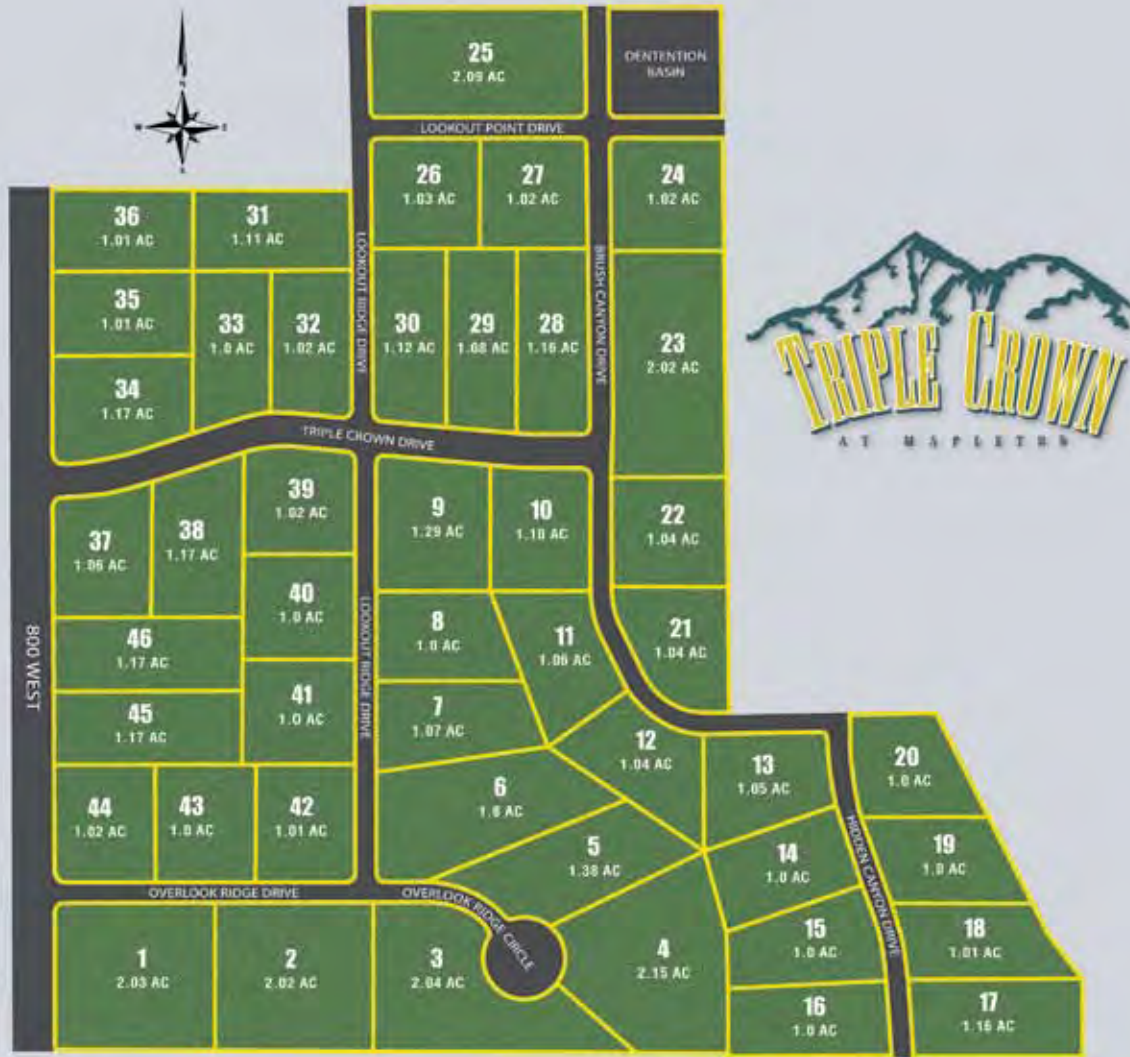 25
2.09 AC
DENTENTION
BASIN
LOOKOUT POINT DRIVE
N
W
E
S
26
1.03 AC
27
1.02 AC
24
1.02 AC
36
1.01 AC
31
1.11 AC
LOOKOUT RIDGE DRIVE
BRUSH CANYON DRIVE
35
1.01 AC
33
1.0 AC
32
1.02 AC
30
1.12 AC
29
1.08 AC
28
1.16 AC
23
2.02 AC
TRIPLE CROWN
AT MAPLETON
34
1.17 AC
TRIPLE CROWN DRIVE
39
1.02 AC
9
1.29 AC
10
1.18 AC
22
1.04 AC
37
1.06 AC
38
1.17 AC
40
1.0 AC
LOOKOUT RIDGE DRIVE
8
1.0 AC
11
1.06 AC
21
1.04 AC
800 WEST
46
1.17 AC
41
1.0 AC
7
1.07 AC
45
1.17 AC
12
1.04 AC
13
1.05 AC
20
1.0 AC
44
1.02 AC
43
1.0 AC
42
1.01 AC
6
1.6 AC
5
1.38 AC
14
1.0 AC
HIDDEN CANYON DRIVE
19
1.0 AC
OVERLOOK RIDGE DRIVE
OVERLOOK RIDGE CIRCLE
1
2.03 AC
2
2.02 AC
3
2.04 AC
4
2.15 AC
15
1.0 AC
18
1.01 AC
16
1.0 AC
17
1.16 AC